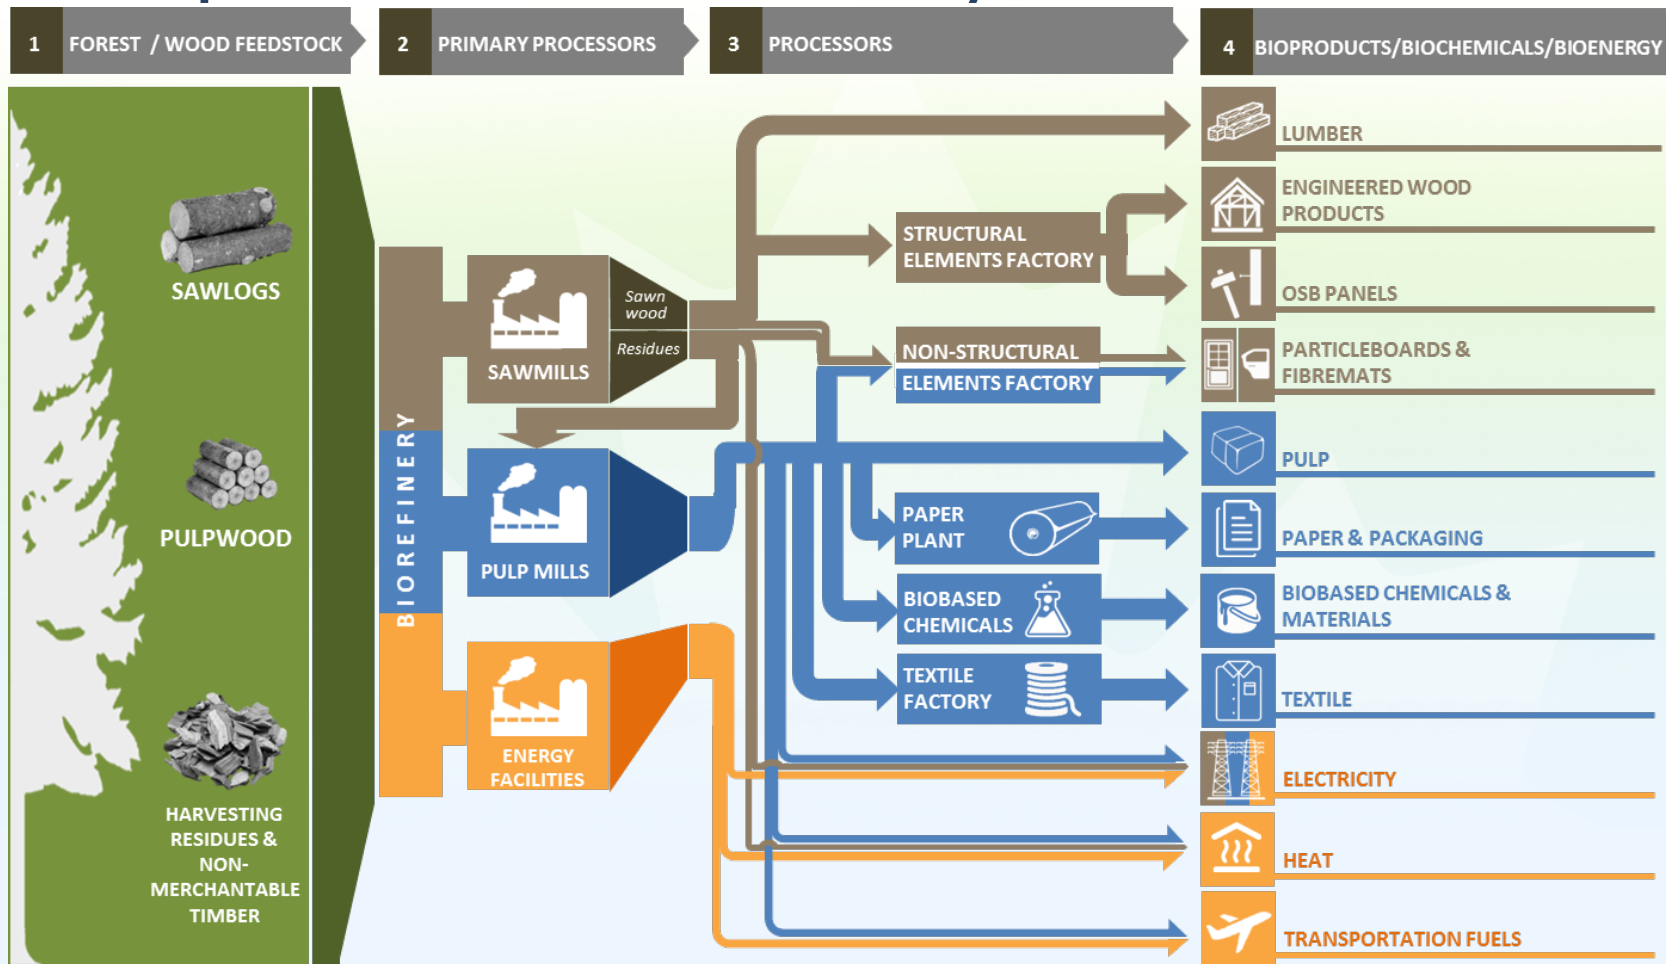 1 FOREST / WOOD FEEDSTOCK
2 PRIMARY PROCESSORS
3 PROCESSORS
4 BIOPRODUCTS/BIOCHEMICALS/BIOENERGY
SAWLOGS
PULPWOOD
HARVESTING
RESIDUES &
NON-
MERCHANTABLE
TIMBER
BIOREFINERY
SAWMILLS
Sawn
wood
Residues
PULP MILLS
ENERGY
FACILITIES
STRUCTURAL
ELEMENTS FACTORY
NON-STRUCTURAL
ELEMENTS FACTORY
PAPER
PLANT
BIOBASED
CHEMICALS
TEXTILE
FACTORY
LUMBER
ENGINEERED WOOD
PRODUCTS
OSB PANELS
PARTICLEBOARDS &
FIBREMATS
PULP
PAPER & PACKAGING
BIOBASED CHEMICALS &
MATERIALS
TEXTILE
ELECTRICITY
HEAT
TRANSPORTATION FUELS